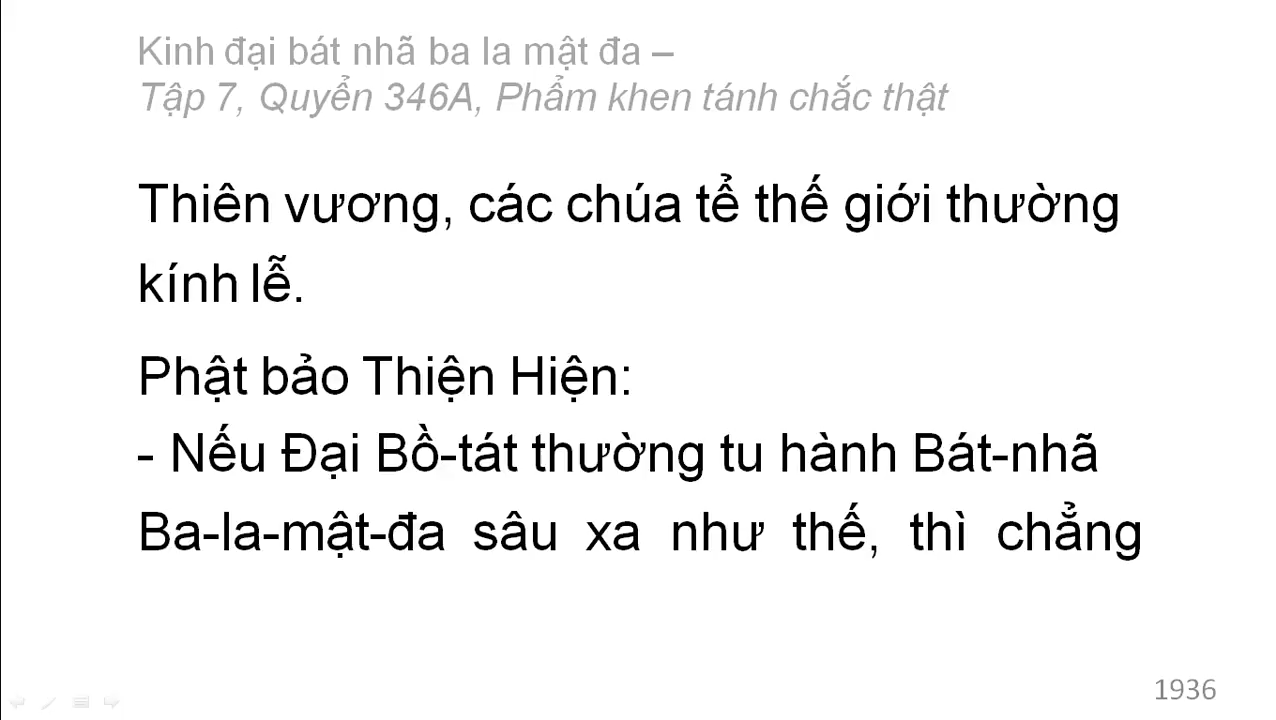 Kinh đại bát nhã ba la mật đa –
Tập 7, Quyển 346A, Phẩm khen tánh chắc thật
Thiên vương, các chúa tể thế giới thường
kính lễ.
Phật bảo Thiện Hiện:
- Nếu Đại Bồ-tát thường tu hành Bát-nhã
Ba-la-mật-đa sâu xa như thế, thì chẳng
1936